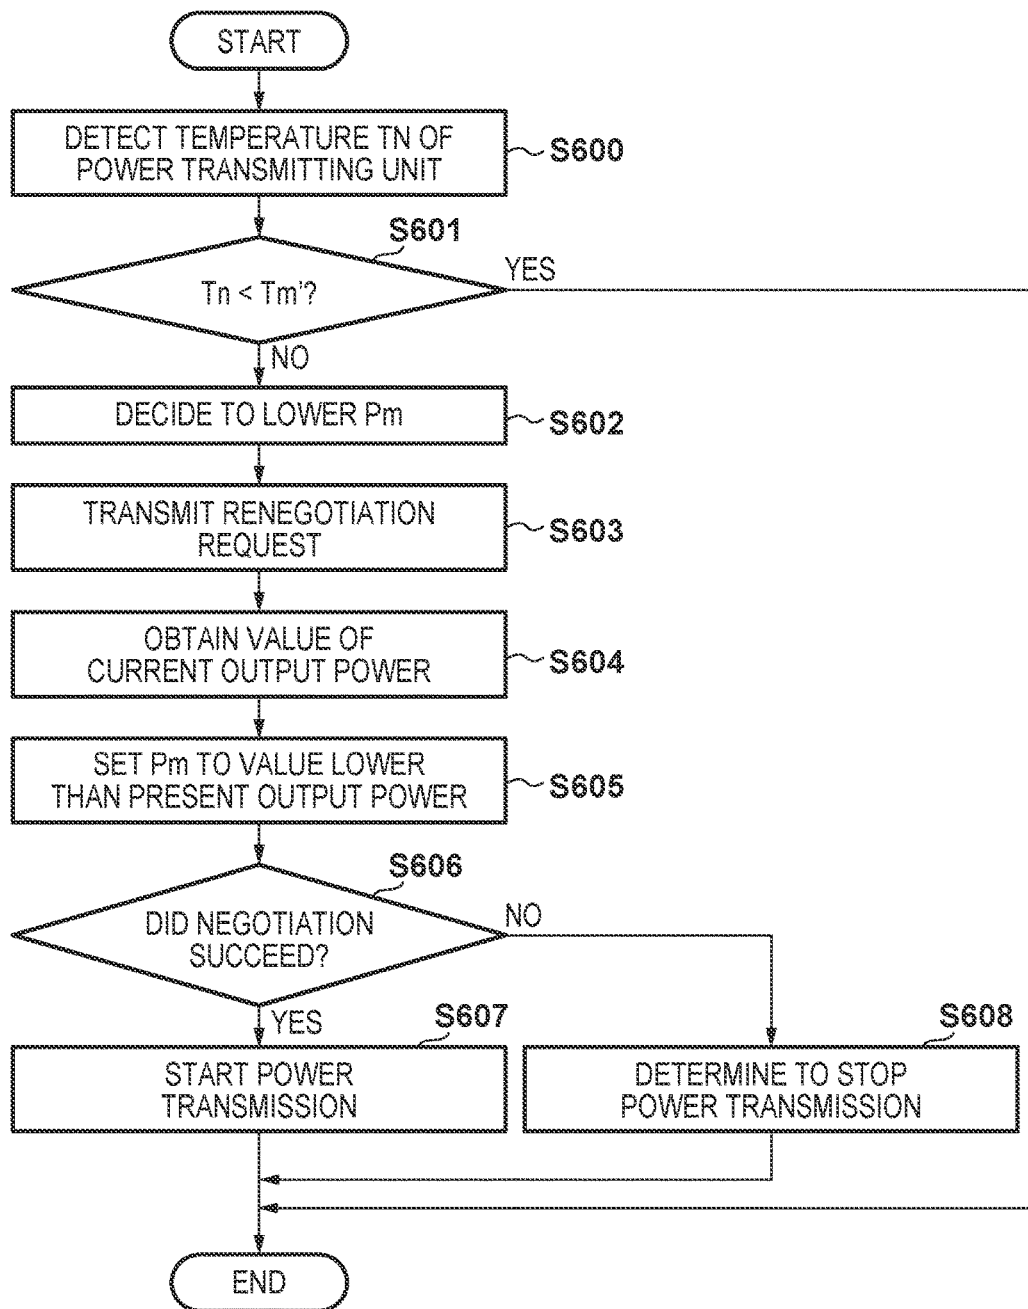 START
DETECT TEMPERATURE TN OF
POWER TRANSMITTING UNIT
S600
S601
Tn < Tm'?
YES
NO
DECIDE TO LOWER Pm
S602
TRANSMIT RENEGOTIATION
REQUEST
S603
OBTAIN VALUE OF
CURRENT OUTPUT POWER
S604
SET Pm TO VALUE LOWER
THAN PRESENT OUTPUT POWER
S605
S606
DID NEGOTIATION
SUCCEED?
NO
YES
S607
START POWER
TRANSMISSION
S608
DETERMINE TO STOP
POWER TRANSMISSION
END